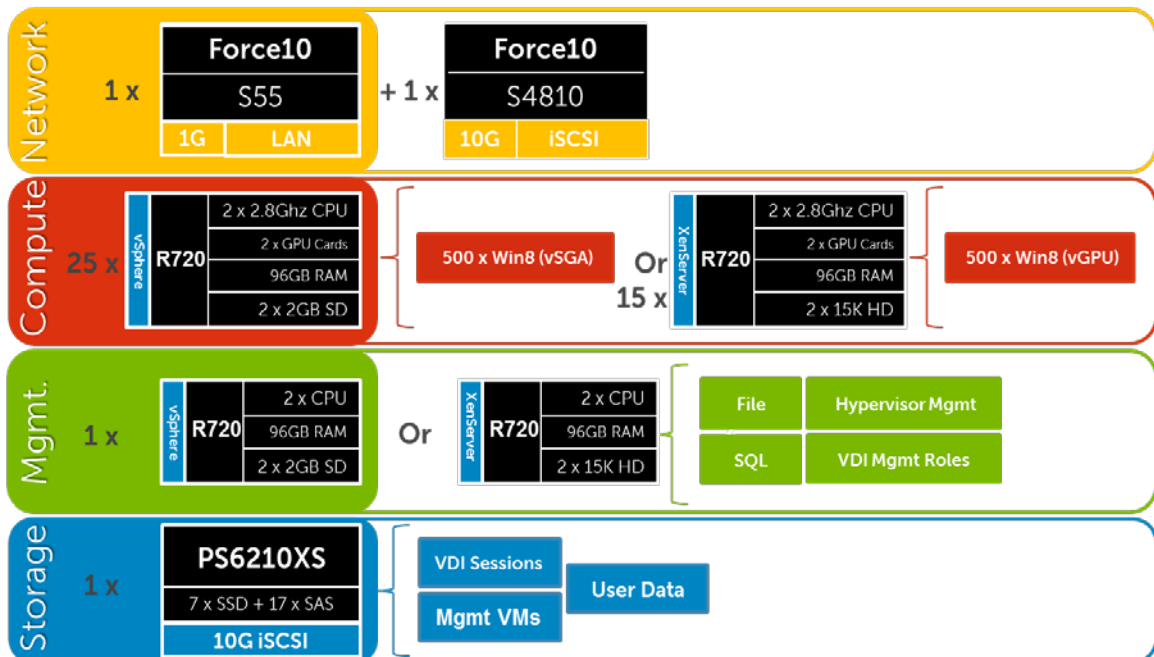 Network
1 x
Force10
S55
1G
LAN
+ 1 x
Force10
S4810
10G
iSCSI
Compute
25 x
vSphere
R720
2 x 2.8Ghz CPU
2 x GPU Cards
96GB RAM
2 x 2GB SD
500 x Win8 (vSGA)
Or
15 x
XenServer
R720
2 x 2.8Ghz CPU
2 x GPU Cards
96GB RAM
2 x 15K HD
500 x Win8 (vGPU)
Mgmt.
1 x
vSphere
R720
2 x CPU
96GB RAM
2 x 2GB SD
Or
XenServer
R720
2 x CPU
96GB RAM
2 x 15K HD
File
Hypervisor Mgmt
SQL
VDI Mgmt Roles
Storage
1 x
PS6210XS
7 x SSD + 17 x SAS
10G iSCSI
VDI Sessions
Mgmt VMs
User Data